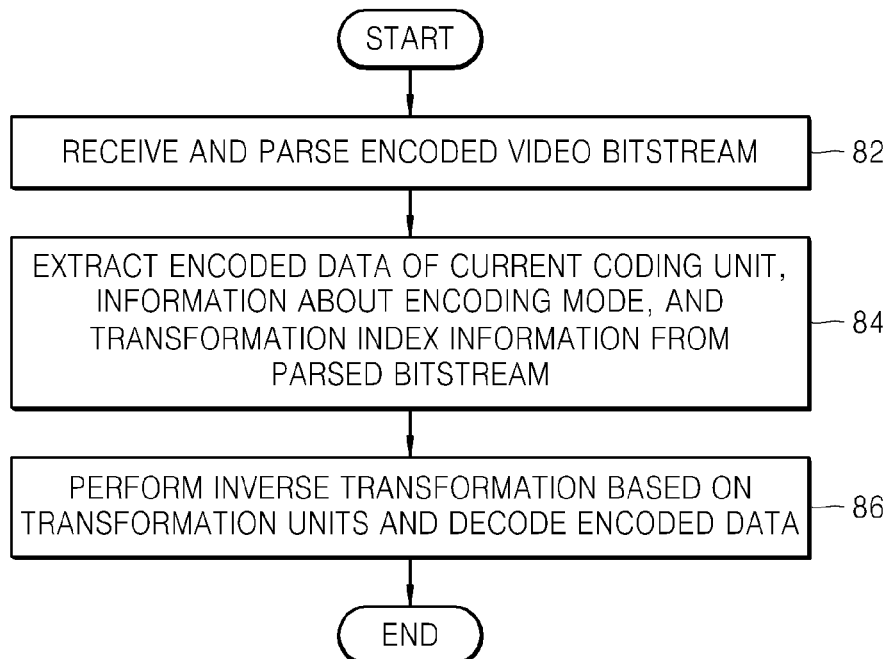 START
RECEIVE AND PARSE ENCODED VIDEO BITSTREAM
82
EXTRACT ENCODED DATA OF CURRENT CODING UNIT,
INFORMATION ABOUT ENCODING MODE, AND
TRANSFORMATION INDEX INFORMATION FROM
PARSED BITSTREAM
84
PERFORM INVERSE TRANSFORMATION BASED ON
TRANSFORMATION UNITS AND DECODE ENCODED DATA
86
END